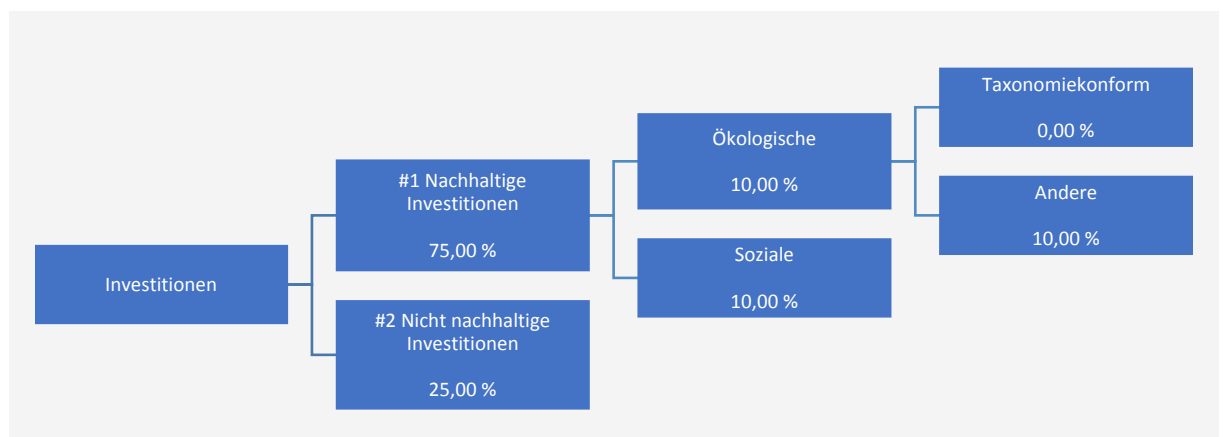 Investitionen
#1 Nachhaltige
Investitionen
75,00 %
#2 Nicht nachhaltige
Investitionen
25,00 %
Ökologische
10,00 %
Soziale
10,00 %
Taxonomiekonform
0,00 %
Andere
10,00 %